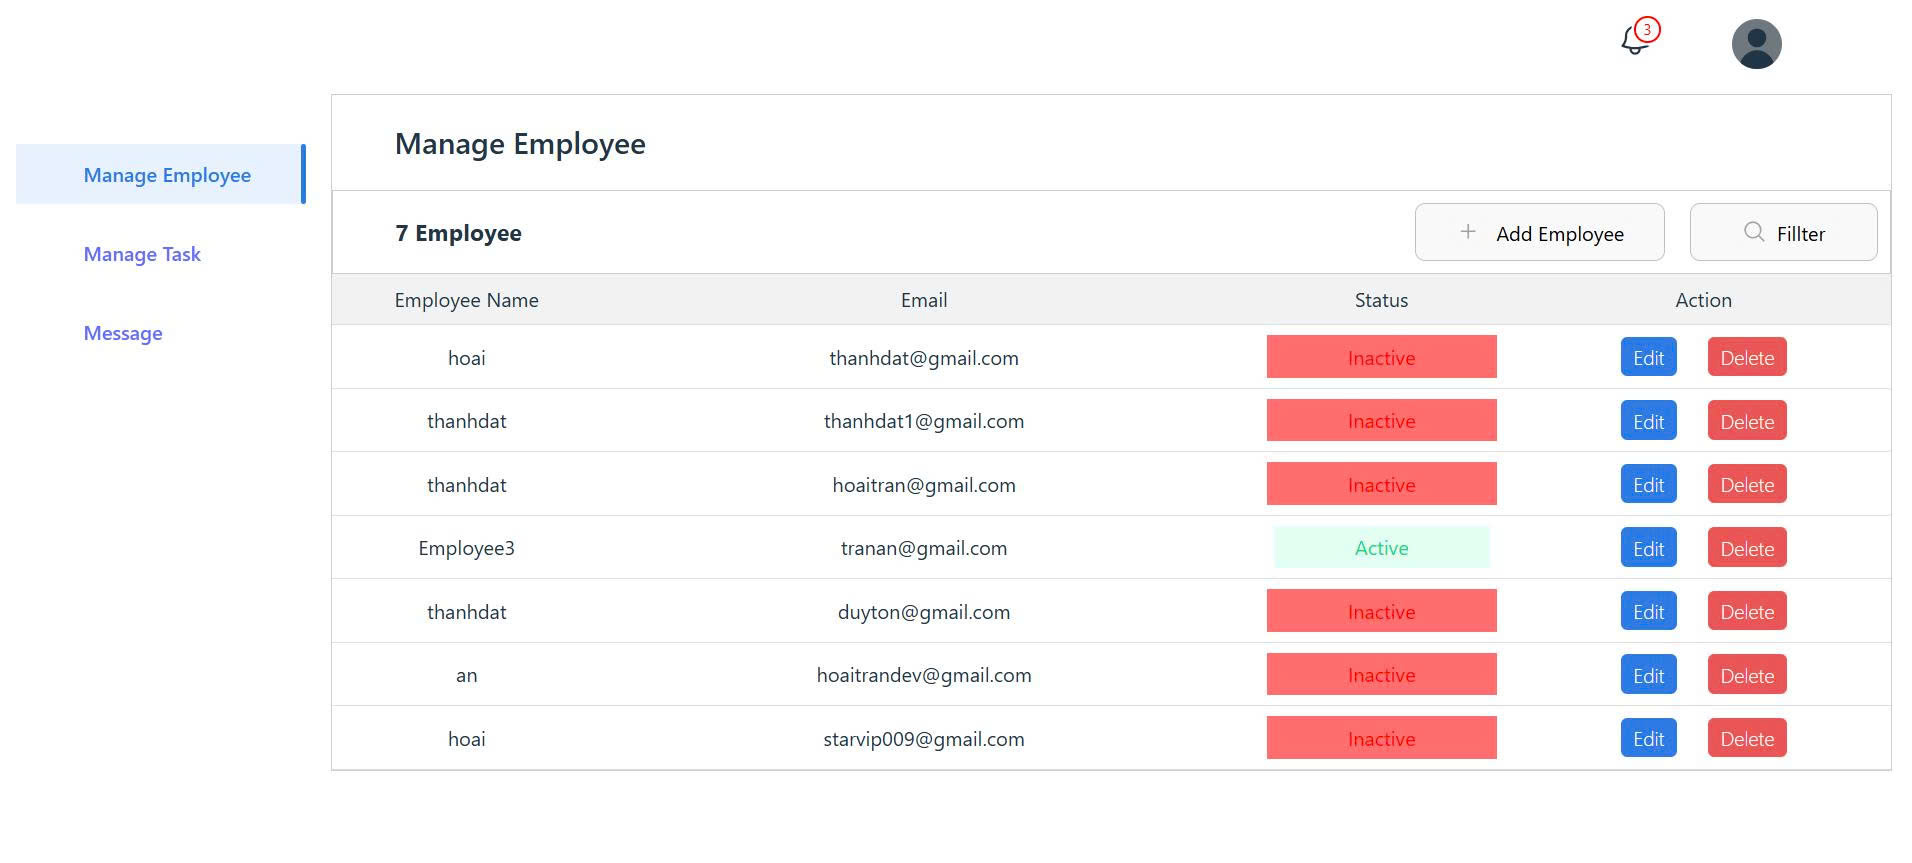 3
Manage Employee
Manage Task
Message
Manage Employee
7 Employee
Add Employee
Fillter
Employee Name Email Status Action
hoai thanhdat@gmail.com Inactive Edit Delete
thanhdat thanhdat1@gmail.com Inactive Edit Delete
thanhdat hoaitran@gmail.com Inactive Edit Delete
Employee3 tranan@gmail.com Active Edit Delete
thanhdat duyton@gmail.com Inactive Edit Delete
an hoaitrandev@gmail.com Inactive Edit Delete
hoai starvip009@gmail.com Inactive Edit Delete